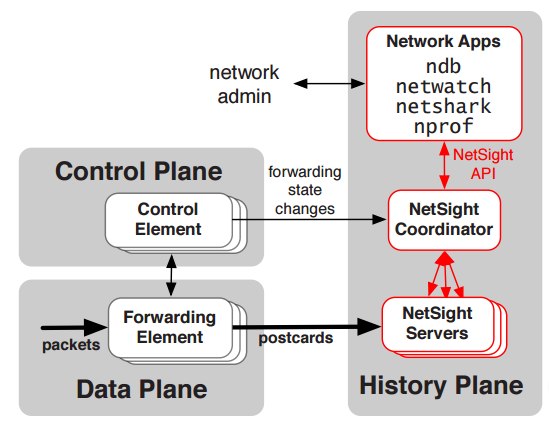 Network Apps
ndb
netwatch
netshark
nprof
network
admin
NetSight
API
Control Plane
forwarding
state
changes
Control
Element
NetSight
Coordinator
Forwarding
Element
packets
postcards
NetSight
Servers
Data Plane
History Plane